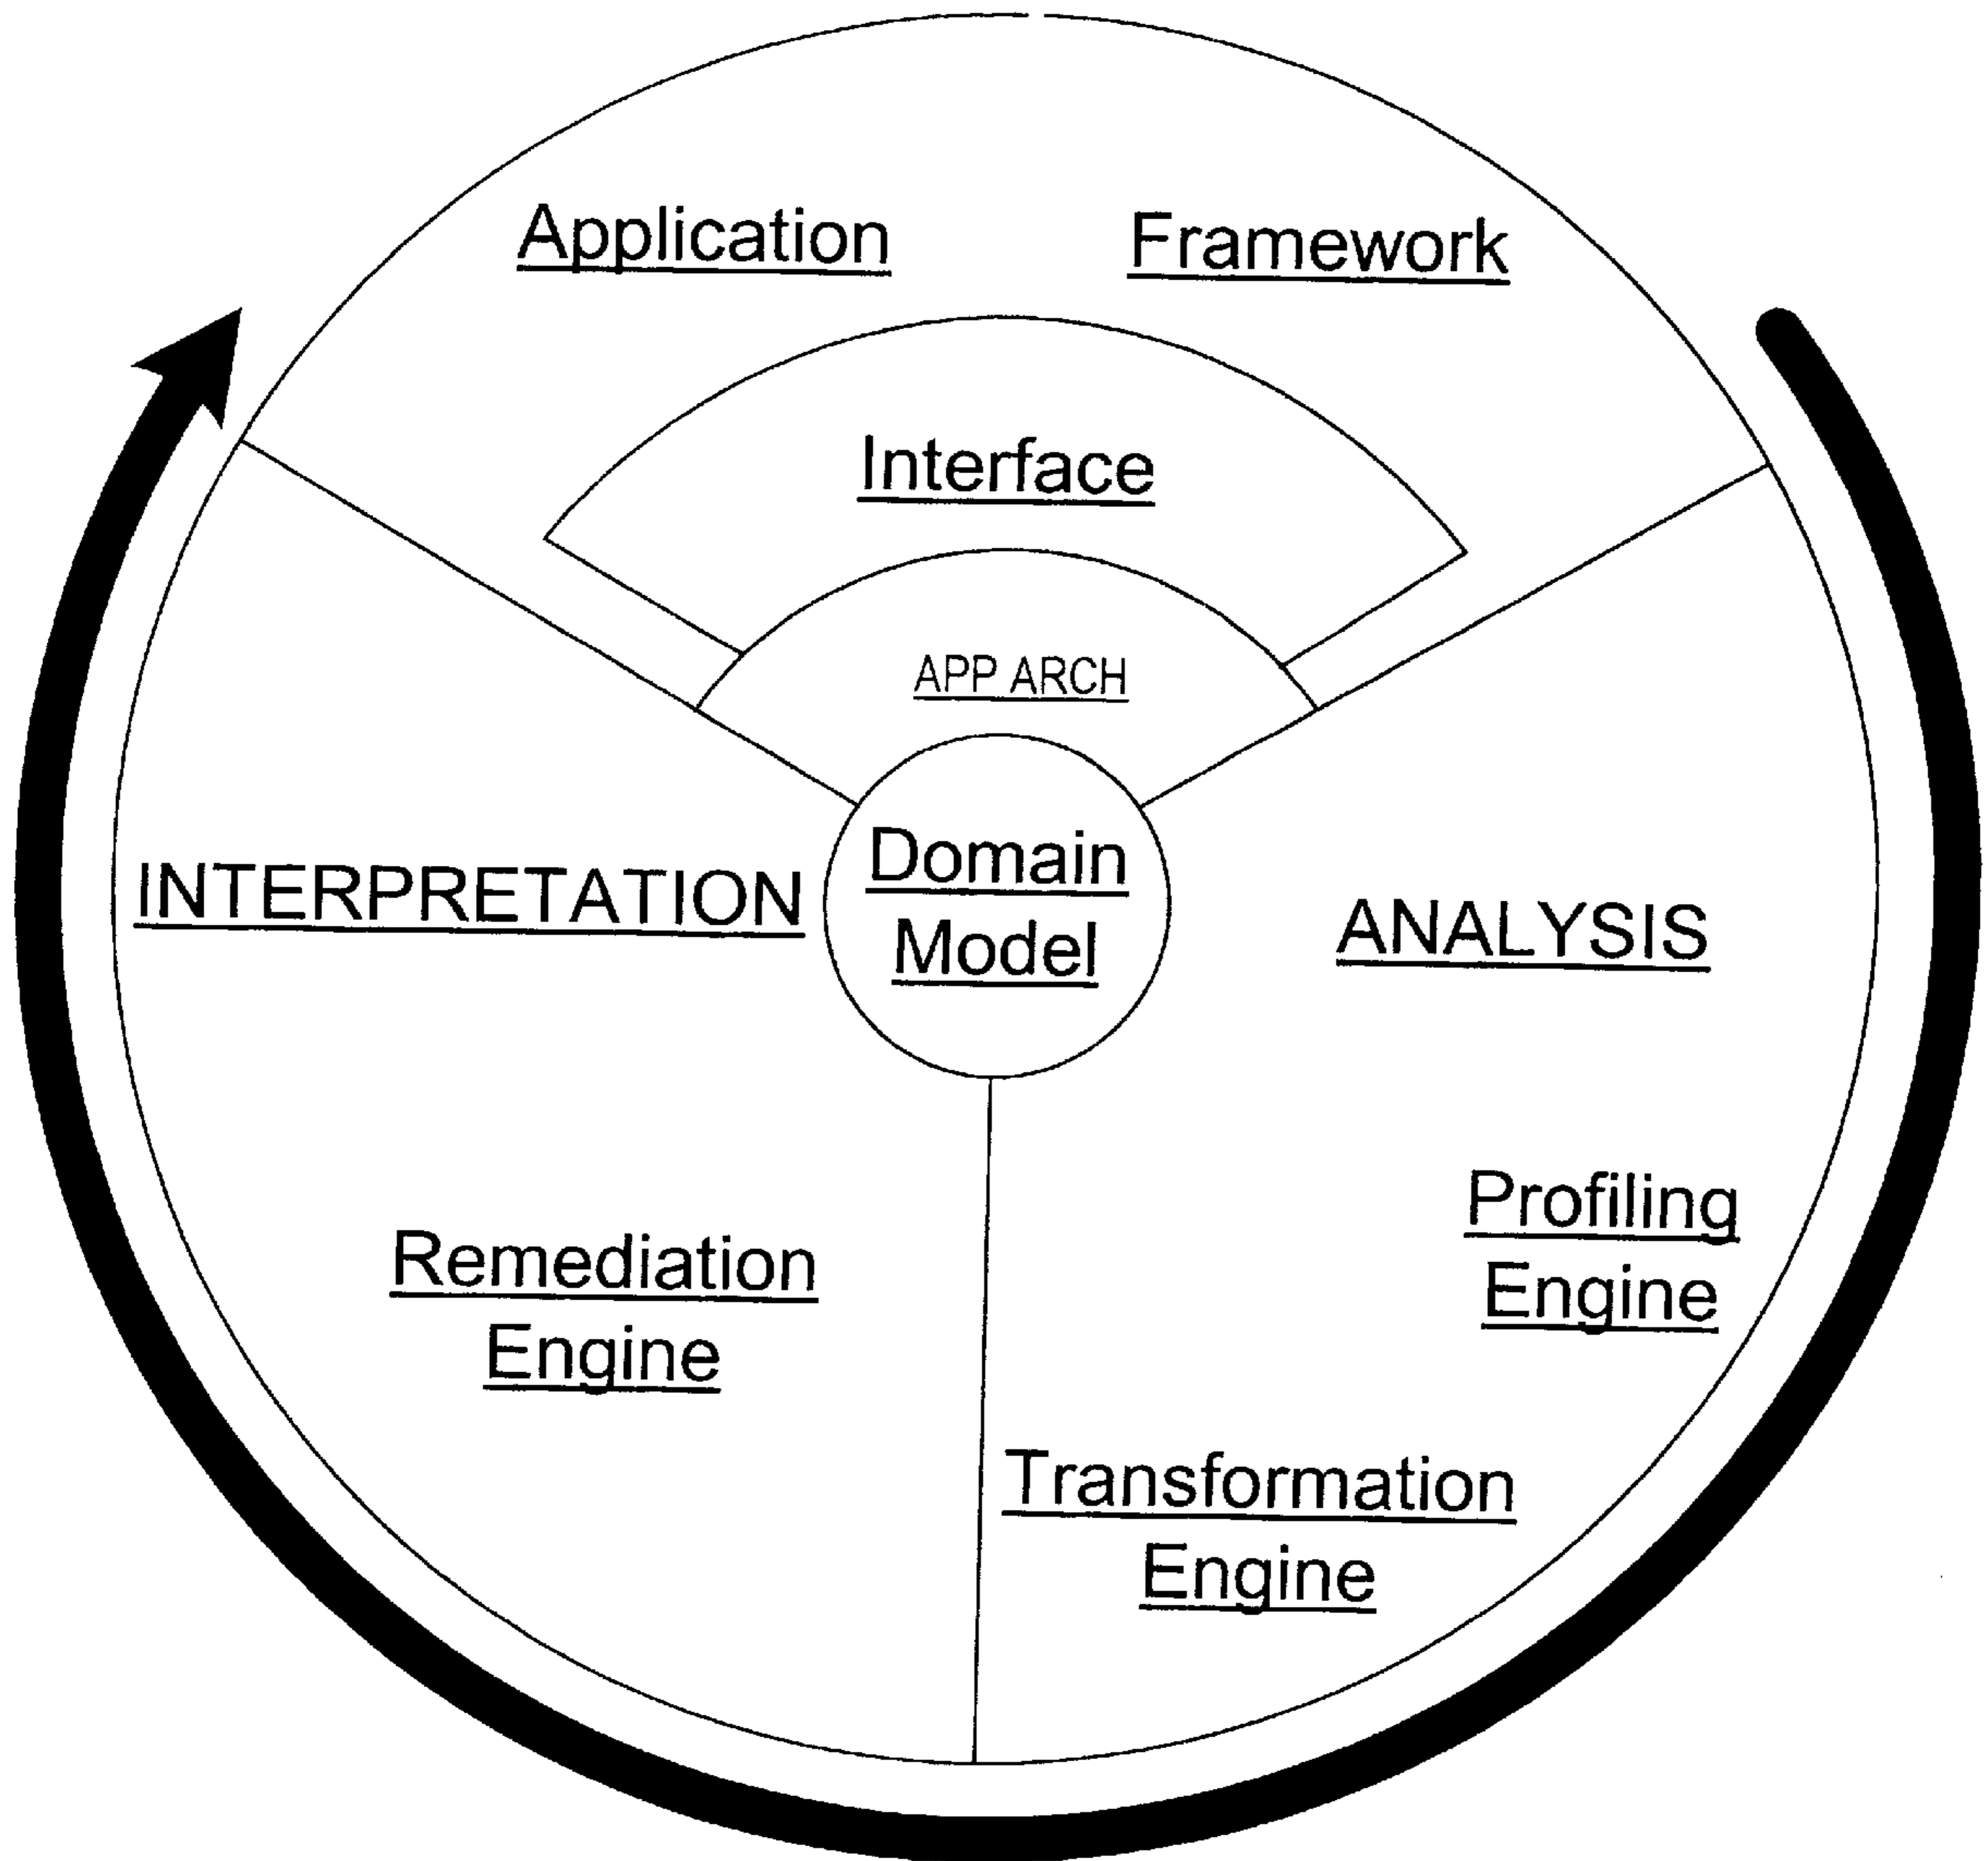 Application Framework
Interface
APP ARCH
INTERPRETATION
Domain
Model
ANALYSIS
Profiling
Engine
Remediation
Engine
Transformation
Engine